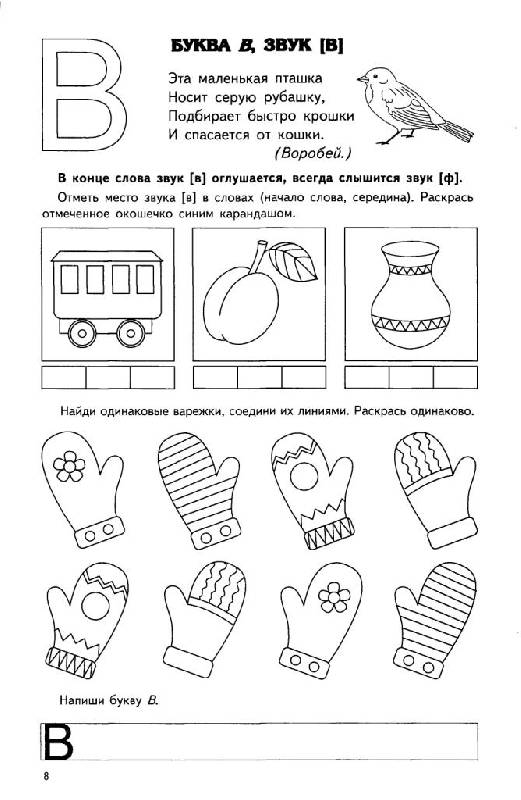 В
БУКВА В, ЗВУК [В]
Эта маленькая пташка
Носит серую рубашку,
Подбирает быстро крошки
И спасается от кошки.
(Воробей.)
В конце слова звук [в] оглушается, всегда слышится звук [ф].
Отметь место звука [в] в словах (начало слова, середина). Раскрась
отмеченное окошечко синим карандашом.
Найди одинаковые варежки, соедини их линиями. Раскрась одинаково.
Напиши букву В.
В
8